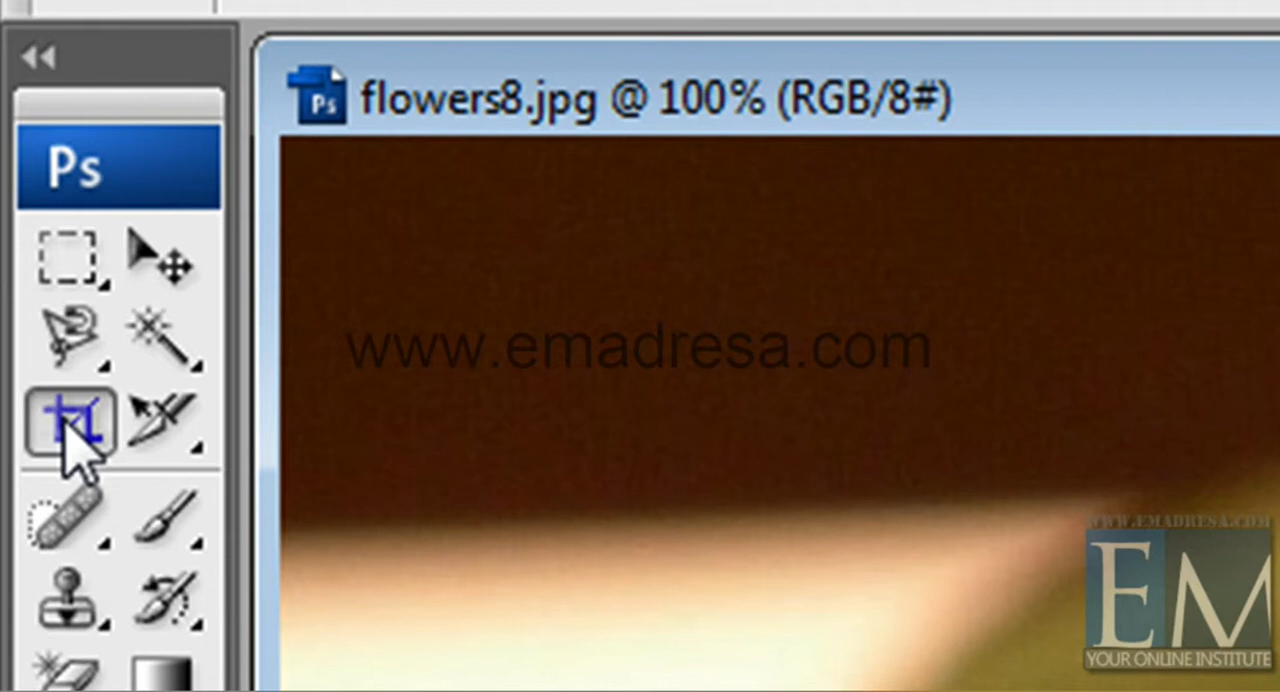 Ps flowers8.jpg @ 100% (RGB/8#)
Ps
www.emadresa.com
WWW.EMADRESA.COM
EM
YOUR ONLINE INSTITUTE